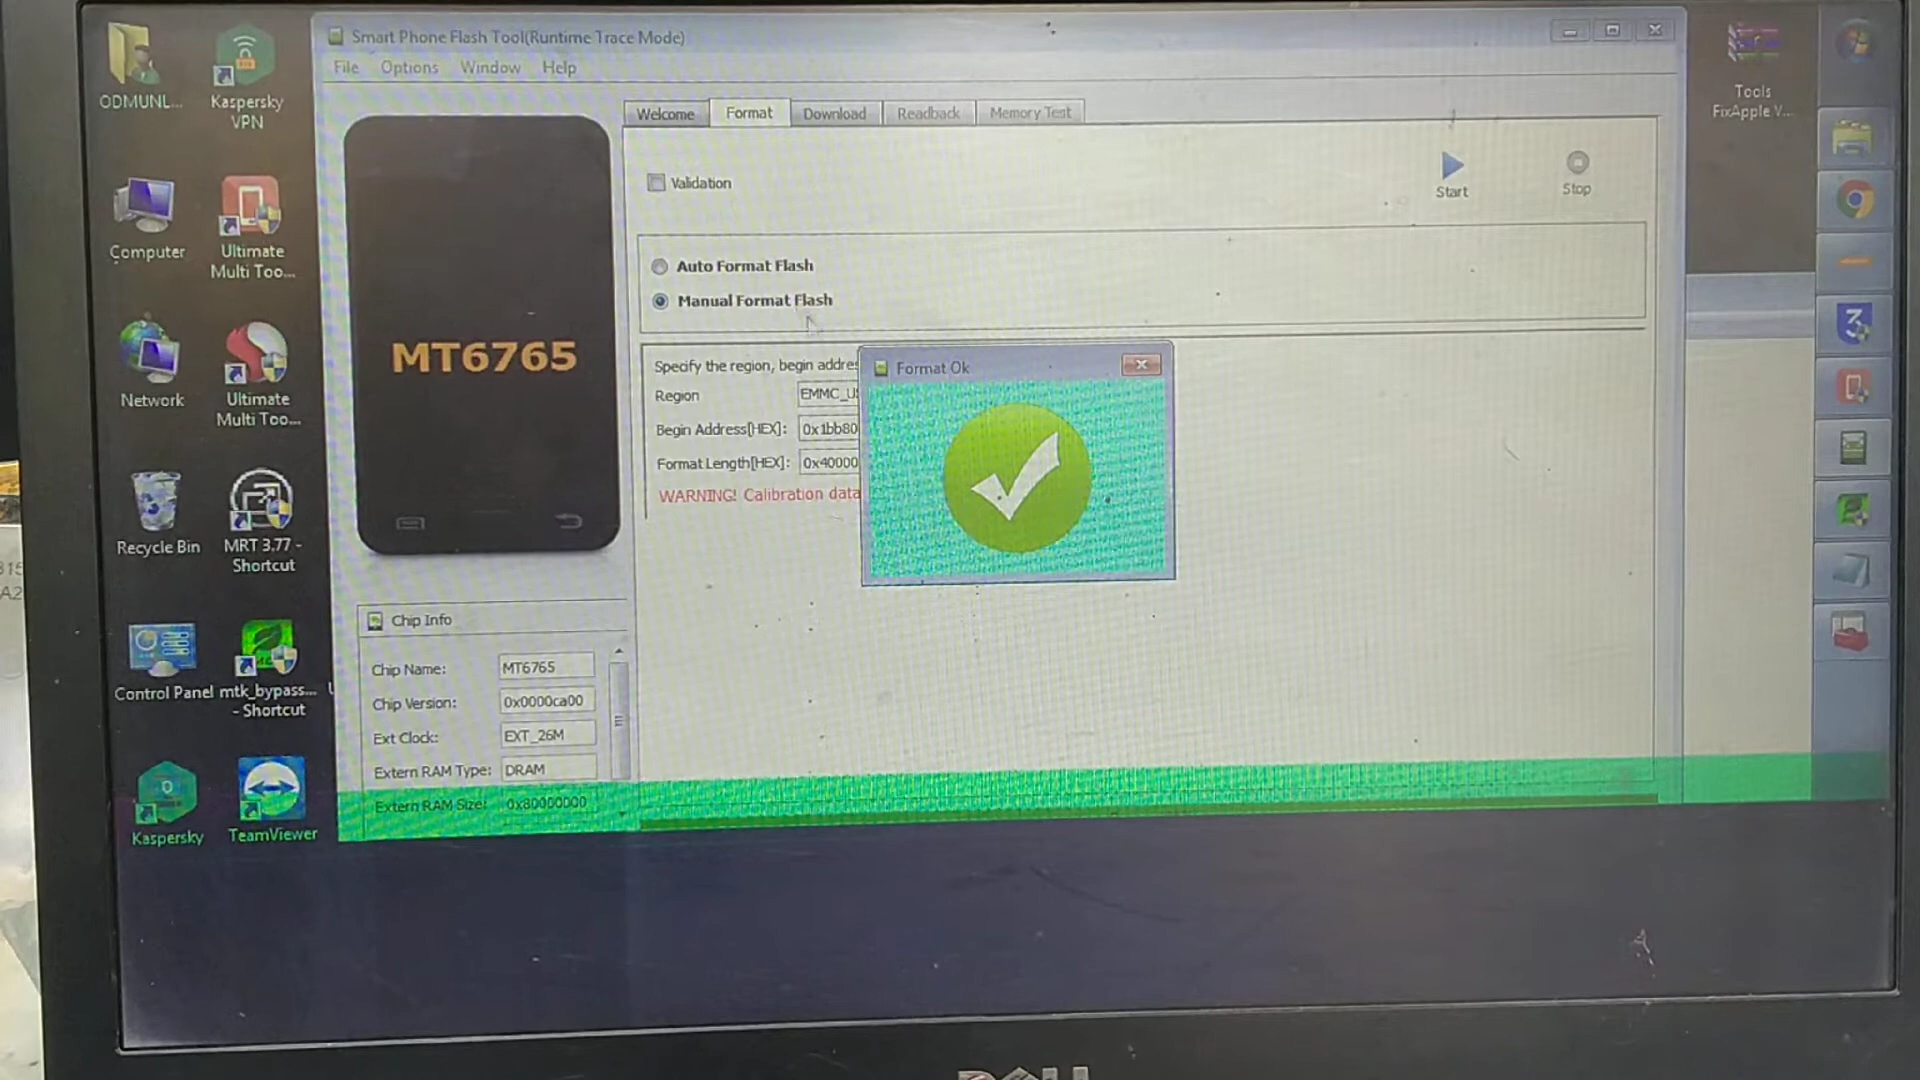 ODMUNL...
Kaspersky
VPN
Computer
Ultimate
Multi Too...
Network
Ultimate
Multi Too...
Recycle Bin
MRT 3.77 -
Shortcut
Control Panel
mtk_bypass...
- Shortcut
Kaspersky
TeamViewer
Smart Phone Flash Tool(Runtime Trace Mode)
File Options Window Help
Welcome Format Download Readback Memory Test
Validation
Start
Stop
Auto Format Flash
Manual Format Flash
MT6765
Specify the region, begin addre
Region EMMC_U
Begin Address[HEX]: 0x1bb80
Format Length[HEX]: 0x40000
WARNING! Calibration data
Format Ok
Chip Info
Chip Name: MT6765
Chip Version: 0x0000ca00
Ext Clock: EXT_26M
Extern RAM Type: DRAM
Extern RAM Size: 0x80000000
Tools
FixApple V...